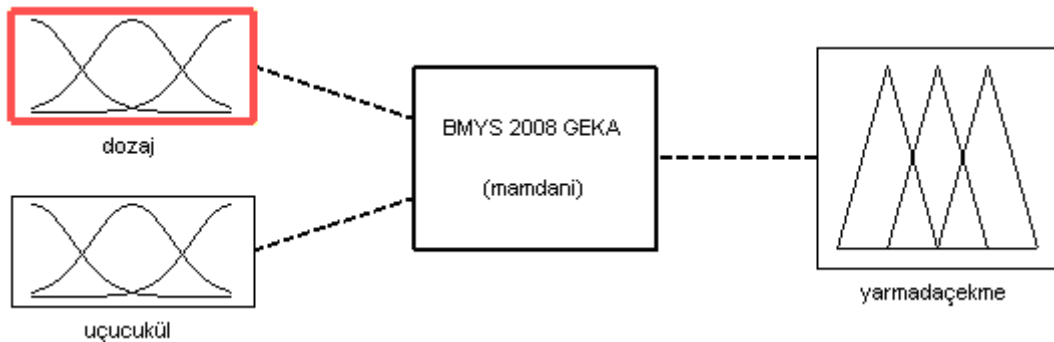 dozaj
BMYS 2008 GEKA
(mamdani)
uçucukül
yarmadaçekme